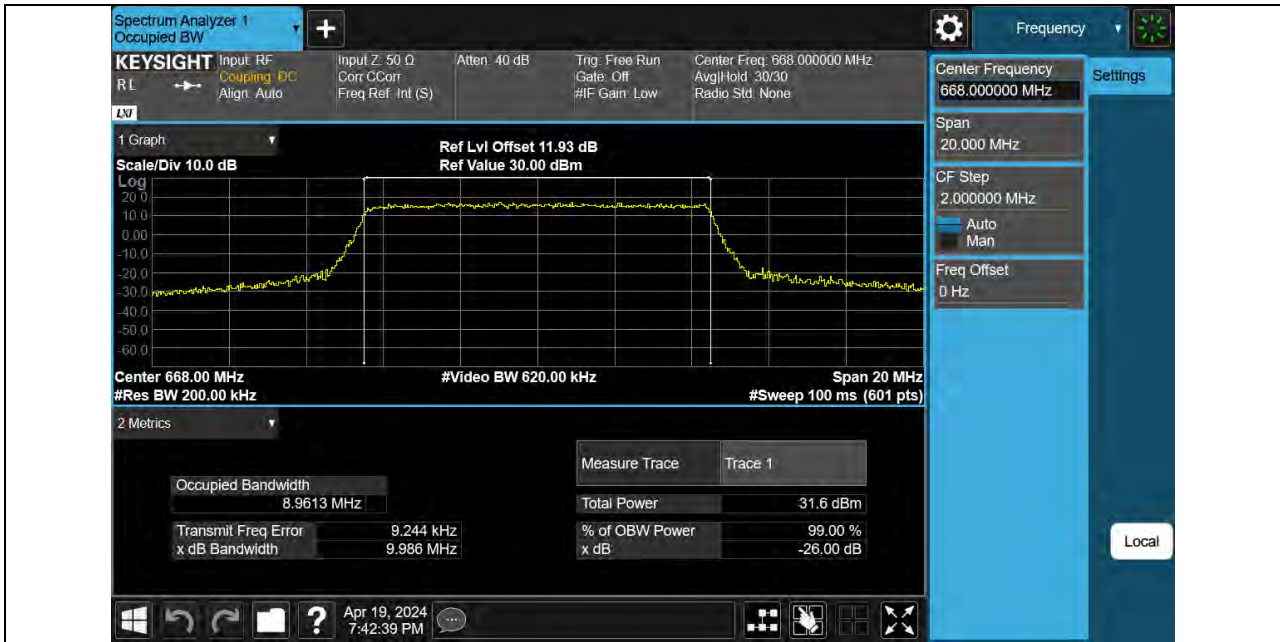 Spectrum Analyzer 1
Occupied BW
+
Frequency
KEYSIGHT
RL
LXI
Input: RF
Coupling: DC
Align: Auto
Input Z: 50 Ω
Corr CCorr
Freq Ref: Int (S)
Atten: 40 dB
Trig: Free Run
Gate: Off
#IF Gain: Low
Center Freq: 668.000000 MHz
Avg|Hold: 30/30
Radio Std: None
Center Frequency
668.000000 MHz
Settings
Span
20.000 MHz
CF Step
2.000000 MHz
Auto
Man
Freq Offset
0 Hz
1 Graph
Scale/Div 10.0 dB
Ref Lvl Offset 11.93 dB
Ref Value 30.00 dBm
Log
20.0
10.0
0.00
-10.0
-20.0
-30.0
-40.0
-50.0
-60.0
Center 668.00 MHz
#Video BW 620.00 kHz
Span 20 MHz
#Res BW 200.00 kHz
#Sweep 100 ms (601 pts)
2 Metrics
Measure Trace Trace 1
Occupied Bandwidth
8.9613 MHz
Total Power 31.6 dBm
Transmit Freq Error 9.244 kHz
% of OBW Power 99.00 %
x dB Bandwidth 9.986 MHz
x dB -26.00 dB
Local
?
Apr 19, 2024
7:42:39 PM